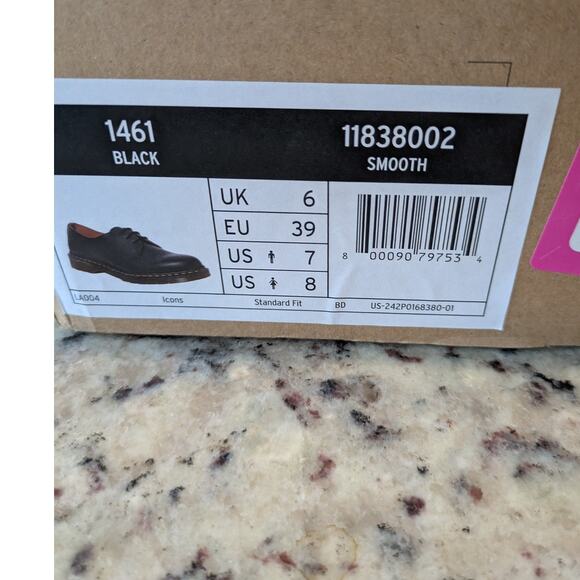 1461 11838002
BLACK SMOOTH
UK 6
EU 39
US 7
US 8
8 00090 79753 4
LA004 Icons Standard Fit BD US-242P0168380-01